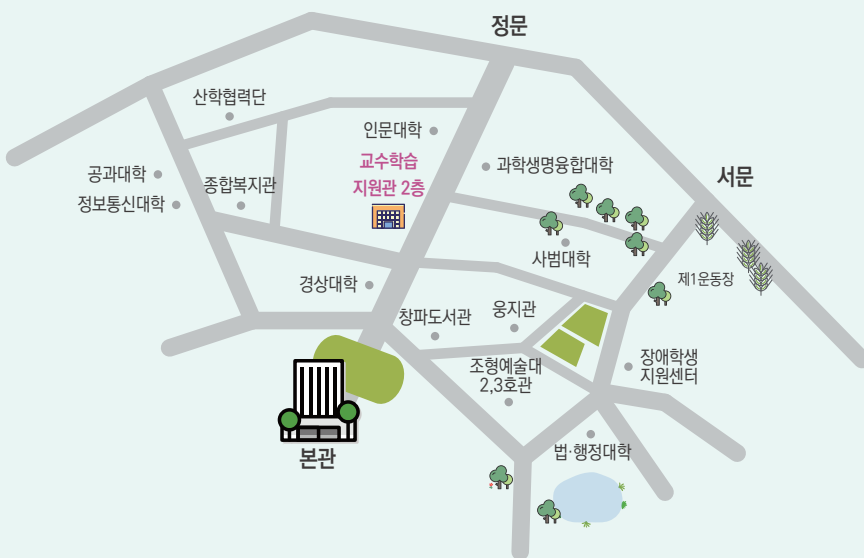 정문
산학협력단
인문대학
교수학습
지원관 2층
과학생명융합대학
서문
공과대학
정보통신대학
종합복지관
사범대학
제1운동장
경상대학
창파도서관
웅지관
조형예술대
2,3호관
장애학생
지원센터
본관
법·행정대학